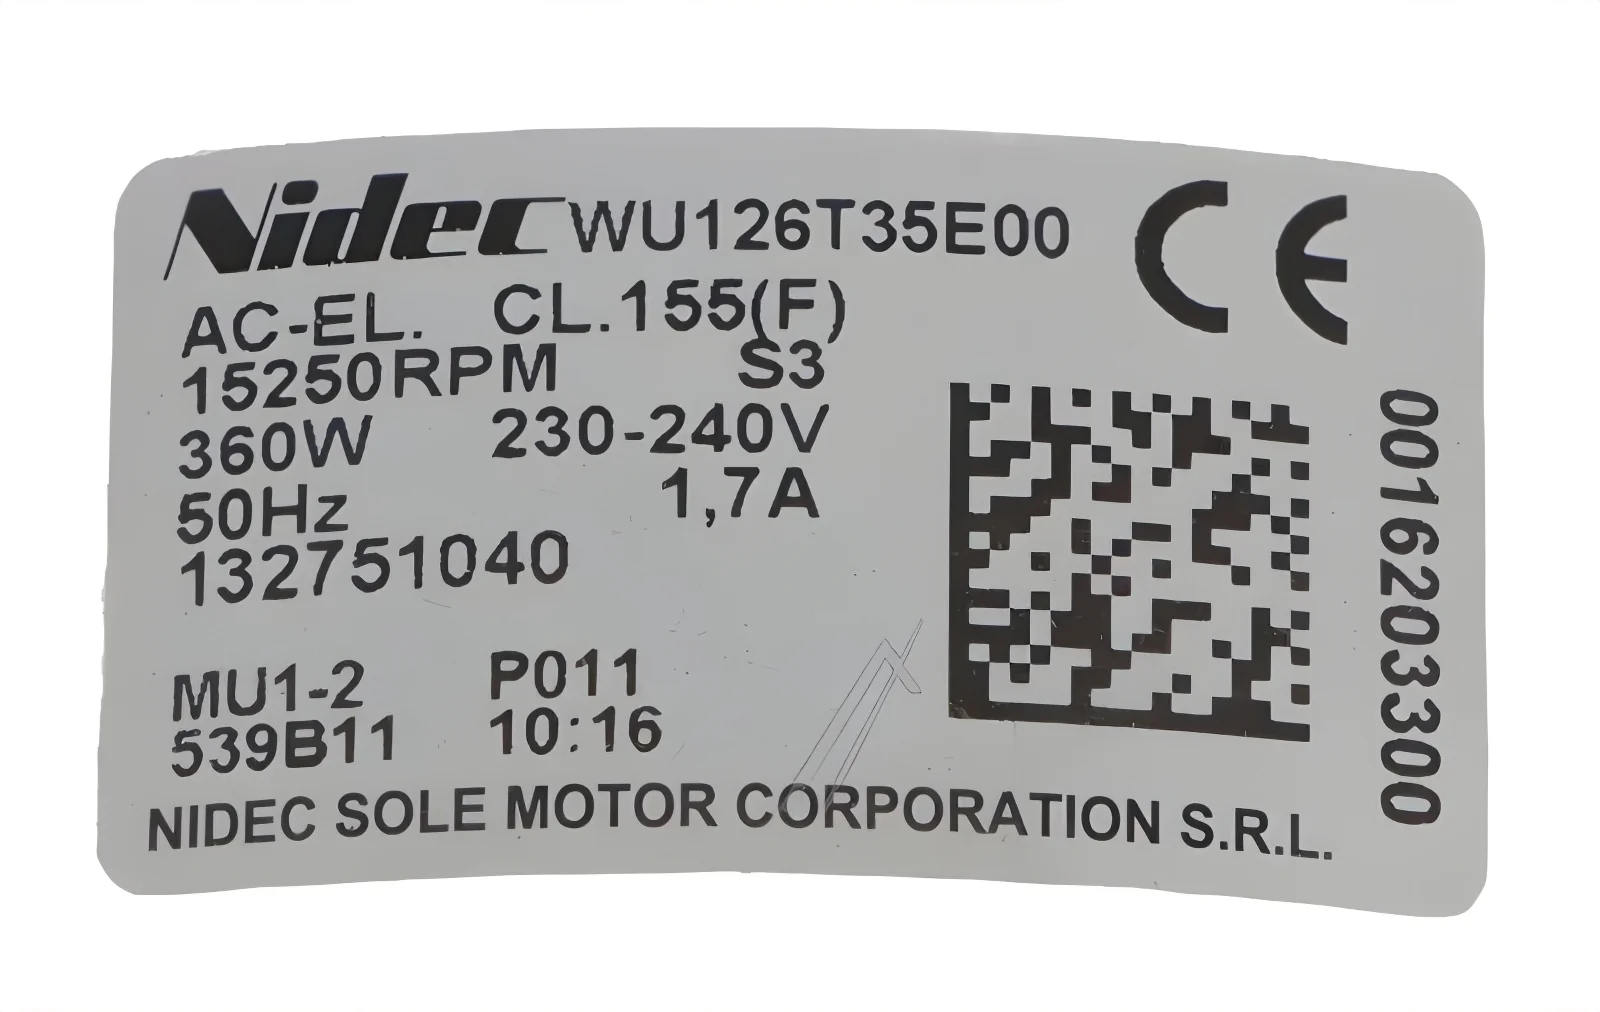 Nidec WU126T35E00
CE
AC-EL. CL.155(F)
15250RPM S3
360W 230-240V
50Hz 1,7A
132751040
MU1-2 P011
539B11 10:16
NIDEC SOLE MOTOR CORPORATION S.R.L.
0016203300